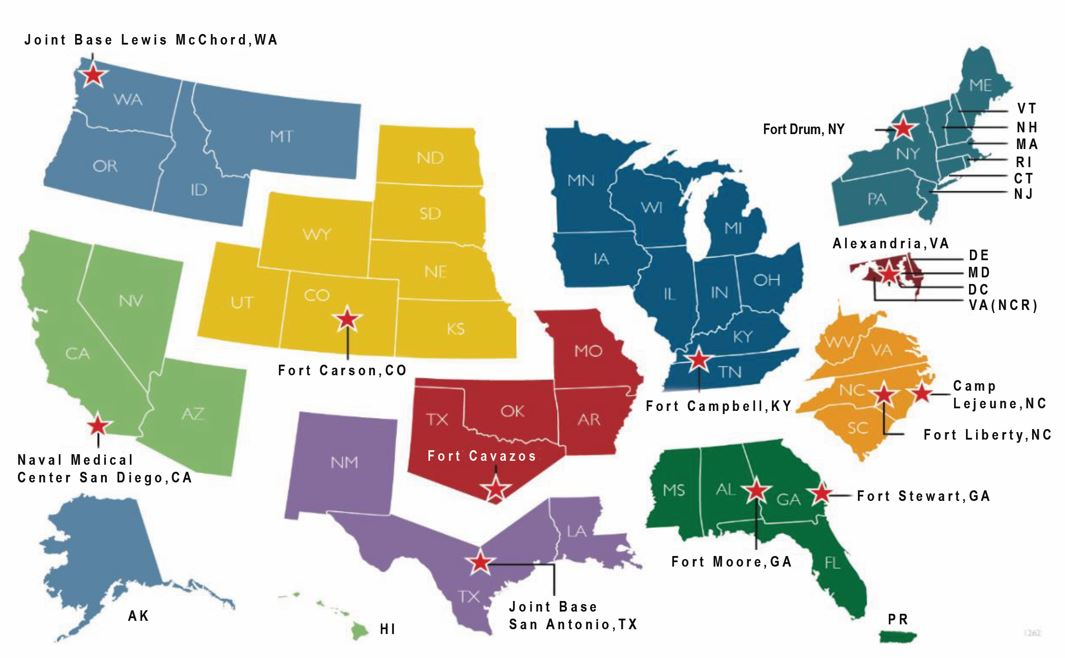 Joint Base Lewis McChord,WA
WA
MT
OR
ID
ND
SD
WY
NE
UT
CO
KS
Fort Carson,CO
MN
WI
MI
IA
IL
IN
OH
KY
TN
Fort Campbell,KY
ME
VT
NH
MA
RI
CT
NJ
Fort Drum, NY
NY
PA
Alexandria,VA
DE
MD
DC
VA(NCR)
NV
CA
AZ
Naval Medical
Center San Diego,CA
MO
TX
OK
AR
Fort Cavazos
WV
VA
NC
SC
Camp
Lejeune,NC
Fort Liberty,NC
NM
LA
TX
Joint Base
San Antonio,TX
MS
AL
GA
FL
Fort Stewart,GA
Fort Moore,GA
AK
HI
PR
1262